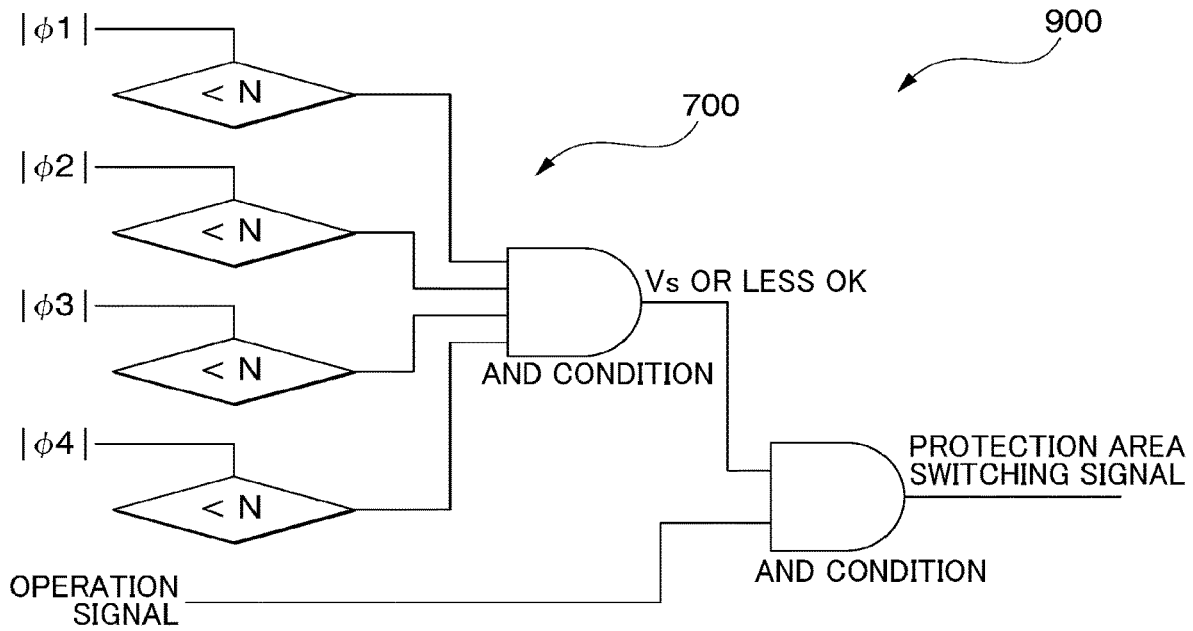 |ϕ1|
900
< N
700
|ϕ2|
< N
|ϕ3|
Vs OR LESS OK
< N
AND CONDITION
|ϕ4|
PROTECTION AREA
SWITCHING SIGNAL
< N
AND CONDITION
OPERATION
SIGNAL